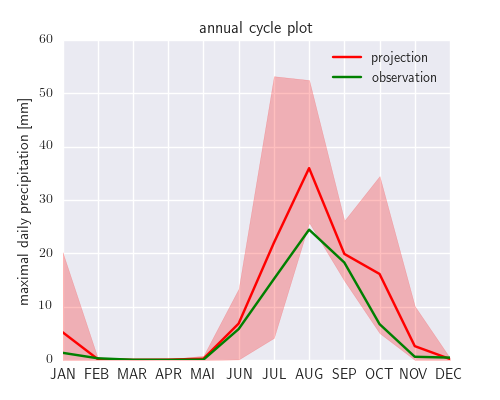 annual cycle plot
projection
observation
maximal daily precipitation [mm]
60
50
40
30
20
10
0
JAN FEB MAR APR MAI JUN JUL AUG SEP OCT NOV DEC